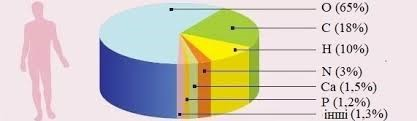 O (65%)
C (18%)
H (10%)
N (3%)
Ca (1,5%)
P (1,2%)
інші (1,3%)